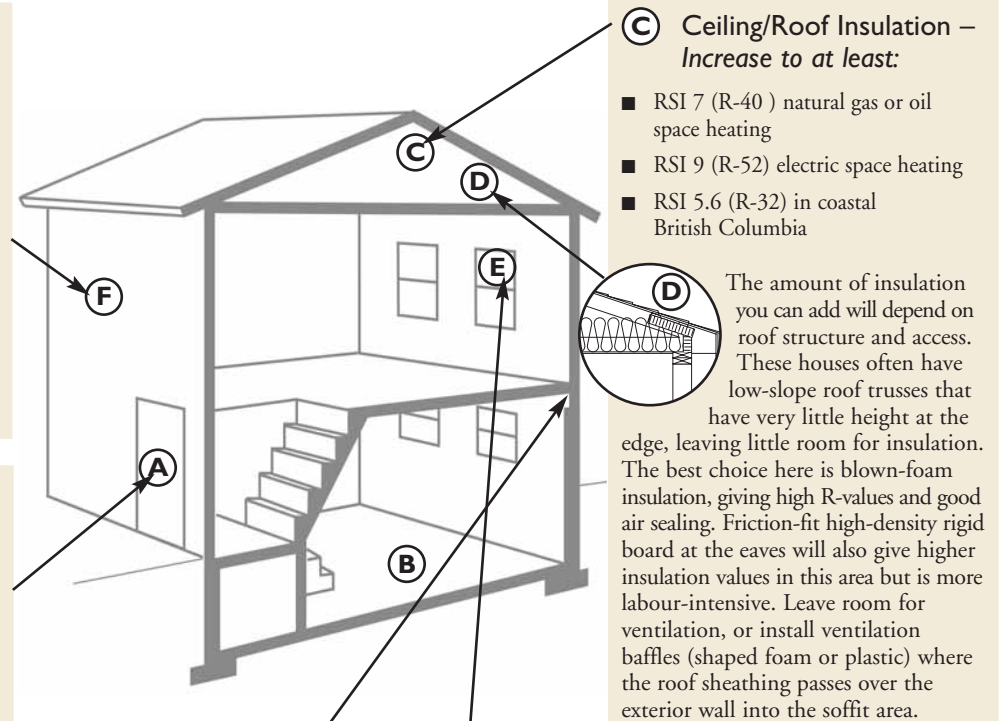 C Ceiling/Roof Insulation –
Increase to at least:
■ RSI 7 (R-40 ) natural gas or oil
space heating
■ RSI 9 (R-52) electric space heating
■ RSI 5.6 (R-32) in coastal
British Columbia
D The amount of insulation
you can add will depend on
roof structure and access.
These houses often have
low-slope roof trusses that
have very little height at the
edge, leaving little room for insulation.
The best choice here is blown-foam
insulation, giving high R-values and good
air sealing. Friction-fit high-density rigid
board at the eaves will also give higher
insulation values in this area but is more
labour-intensive. Leave room for
ventilation, or install ventilation
baffles (shaped foam or plastic) where
the roof sheathing passes over the
exterior wall into the soffit area.
C
D
E
F
A
B